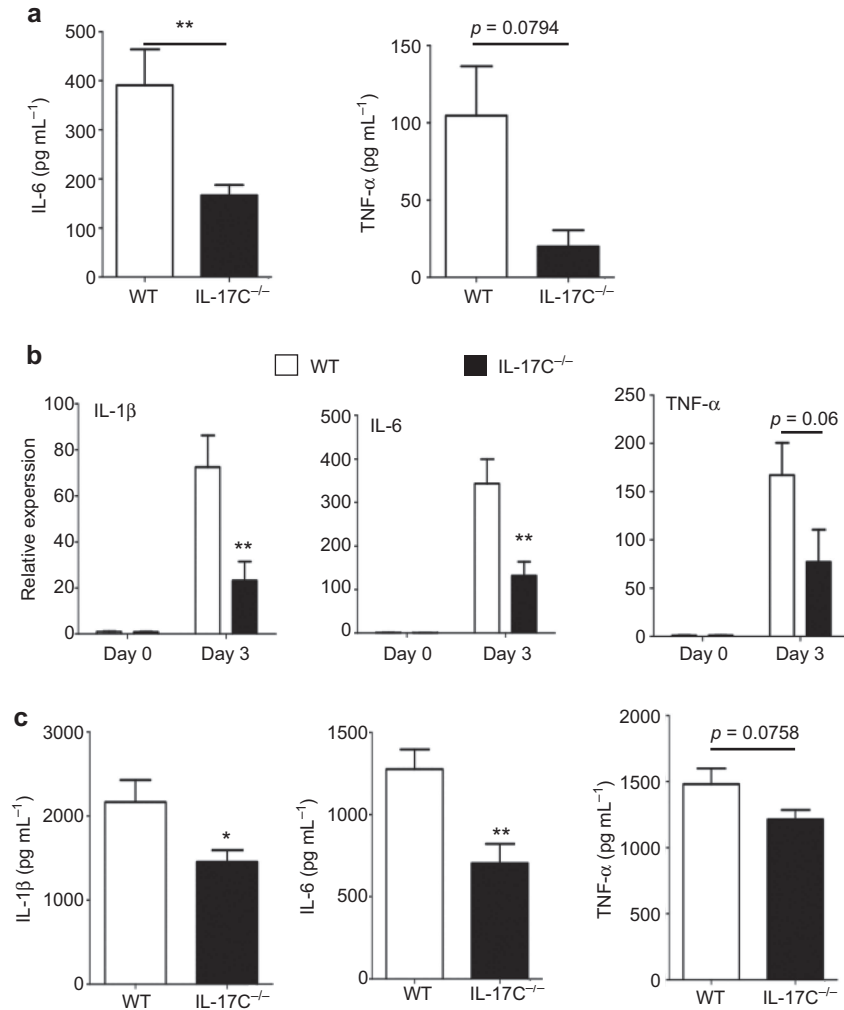 a
**
p = 0.0794
IL-6 (pg mL⁻¹)
500
400
300
200
100
0
WT
IL-17C⁻/⁻
TNF-α (pg mL⁻¹)
150
100
50
0
WT
IL-17C⁻/⁻
b
WT
IL-17C⁻/⁻
IL-1β
Relative experssion
100
80
60
40
20
0
**
Day 0
Day 3
IL-6
500
400
300
200
100
0
**
Day 0
Day 3
TNF-α
p = 0.06
250
200
150
100
50
0
Day 0
Day 3
c
IL-1β (pg mL⁻¹)
3000
2000
1000
0
*
WT
IL-17C⁻/⁻
IL-6 (pg mL⁻¹)
1500
1000
500
0
**
WT
IL-17C⁻/⁻
TNF-α (pg mL⁻¹)
2000
1500
1000
500
0
p = 0.0758
WT
IL-17C⁻/⁻